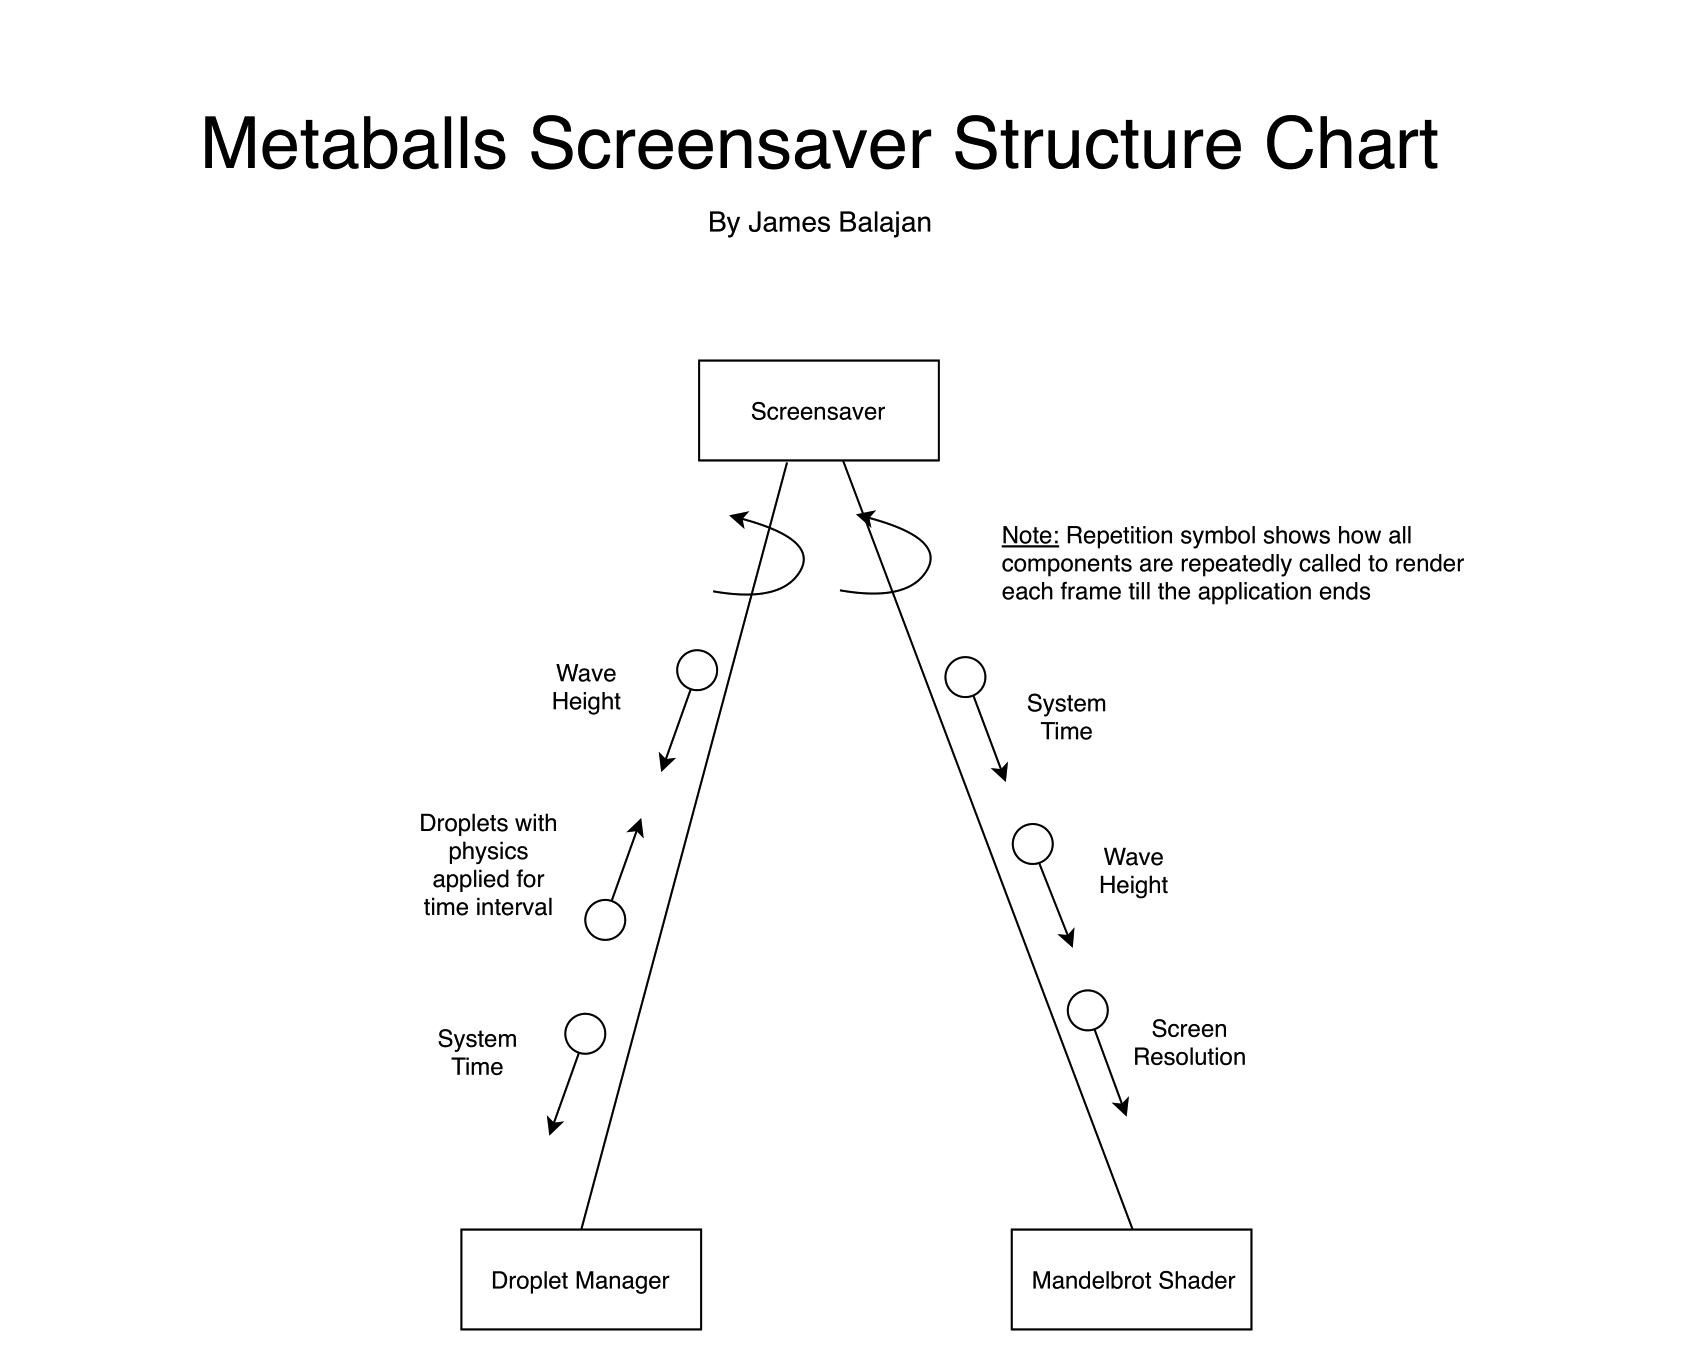 Metaballs Screensaver Structure Chart
By James Balajan
Screensaver
Note: Repetition symbol shows how all
components are repeatedly called to render
each frame till the application ends
Wave
Height
System
Time
Droplets with
physics
applied for
time interval
Wave
Height
System
Time
Screen
Resolution
Droplet Manager
Mandelbrot Shader